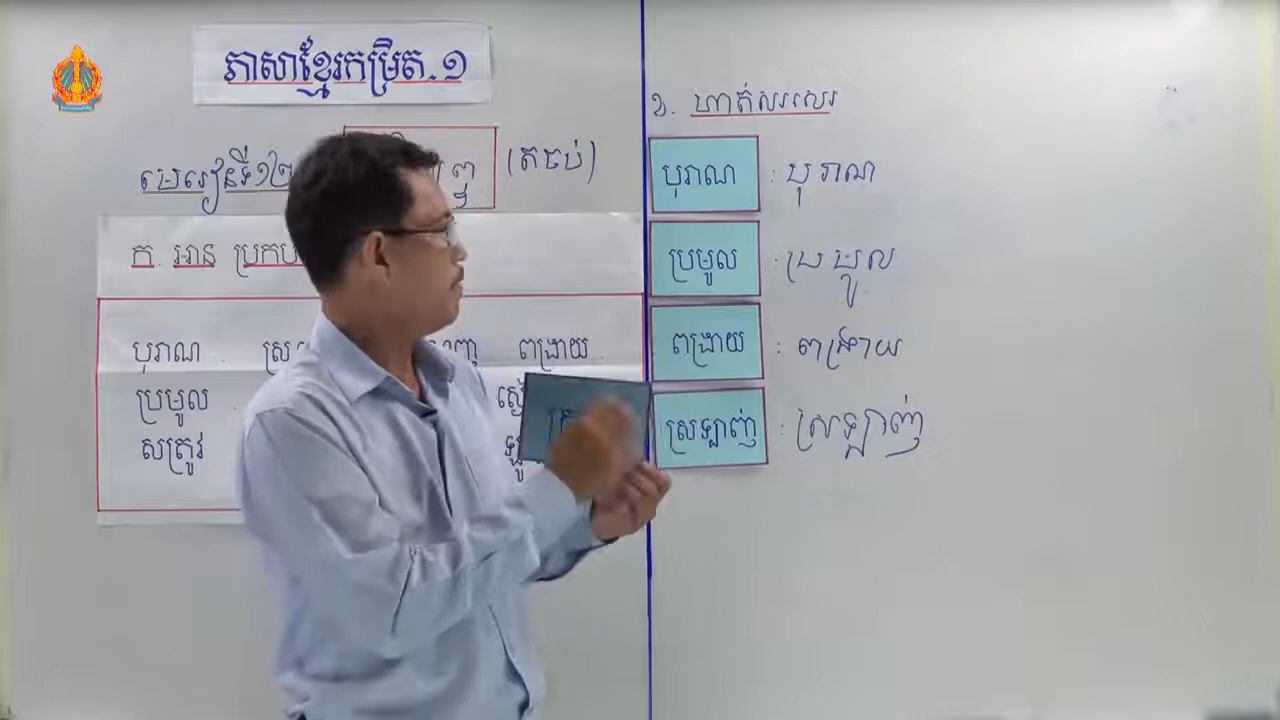 ភាសាខ្មែរកម្រិត.១
មេរៀនទី១២
(តចប់)
ក. អាន ប្រកប
បុរាណ ពង្រាយ
ប្រមូល
សត្រូវ
ខ. ហាត់សរសេរ
បុរាណ : បុរាណ
ប្រមូល : ប្រមូល
ពង្រាយ : ពង្រាយ
ស្រឡាញ់ : ស្រឡាញ់